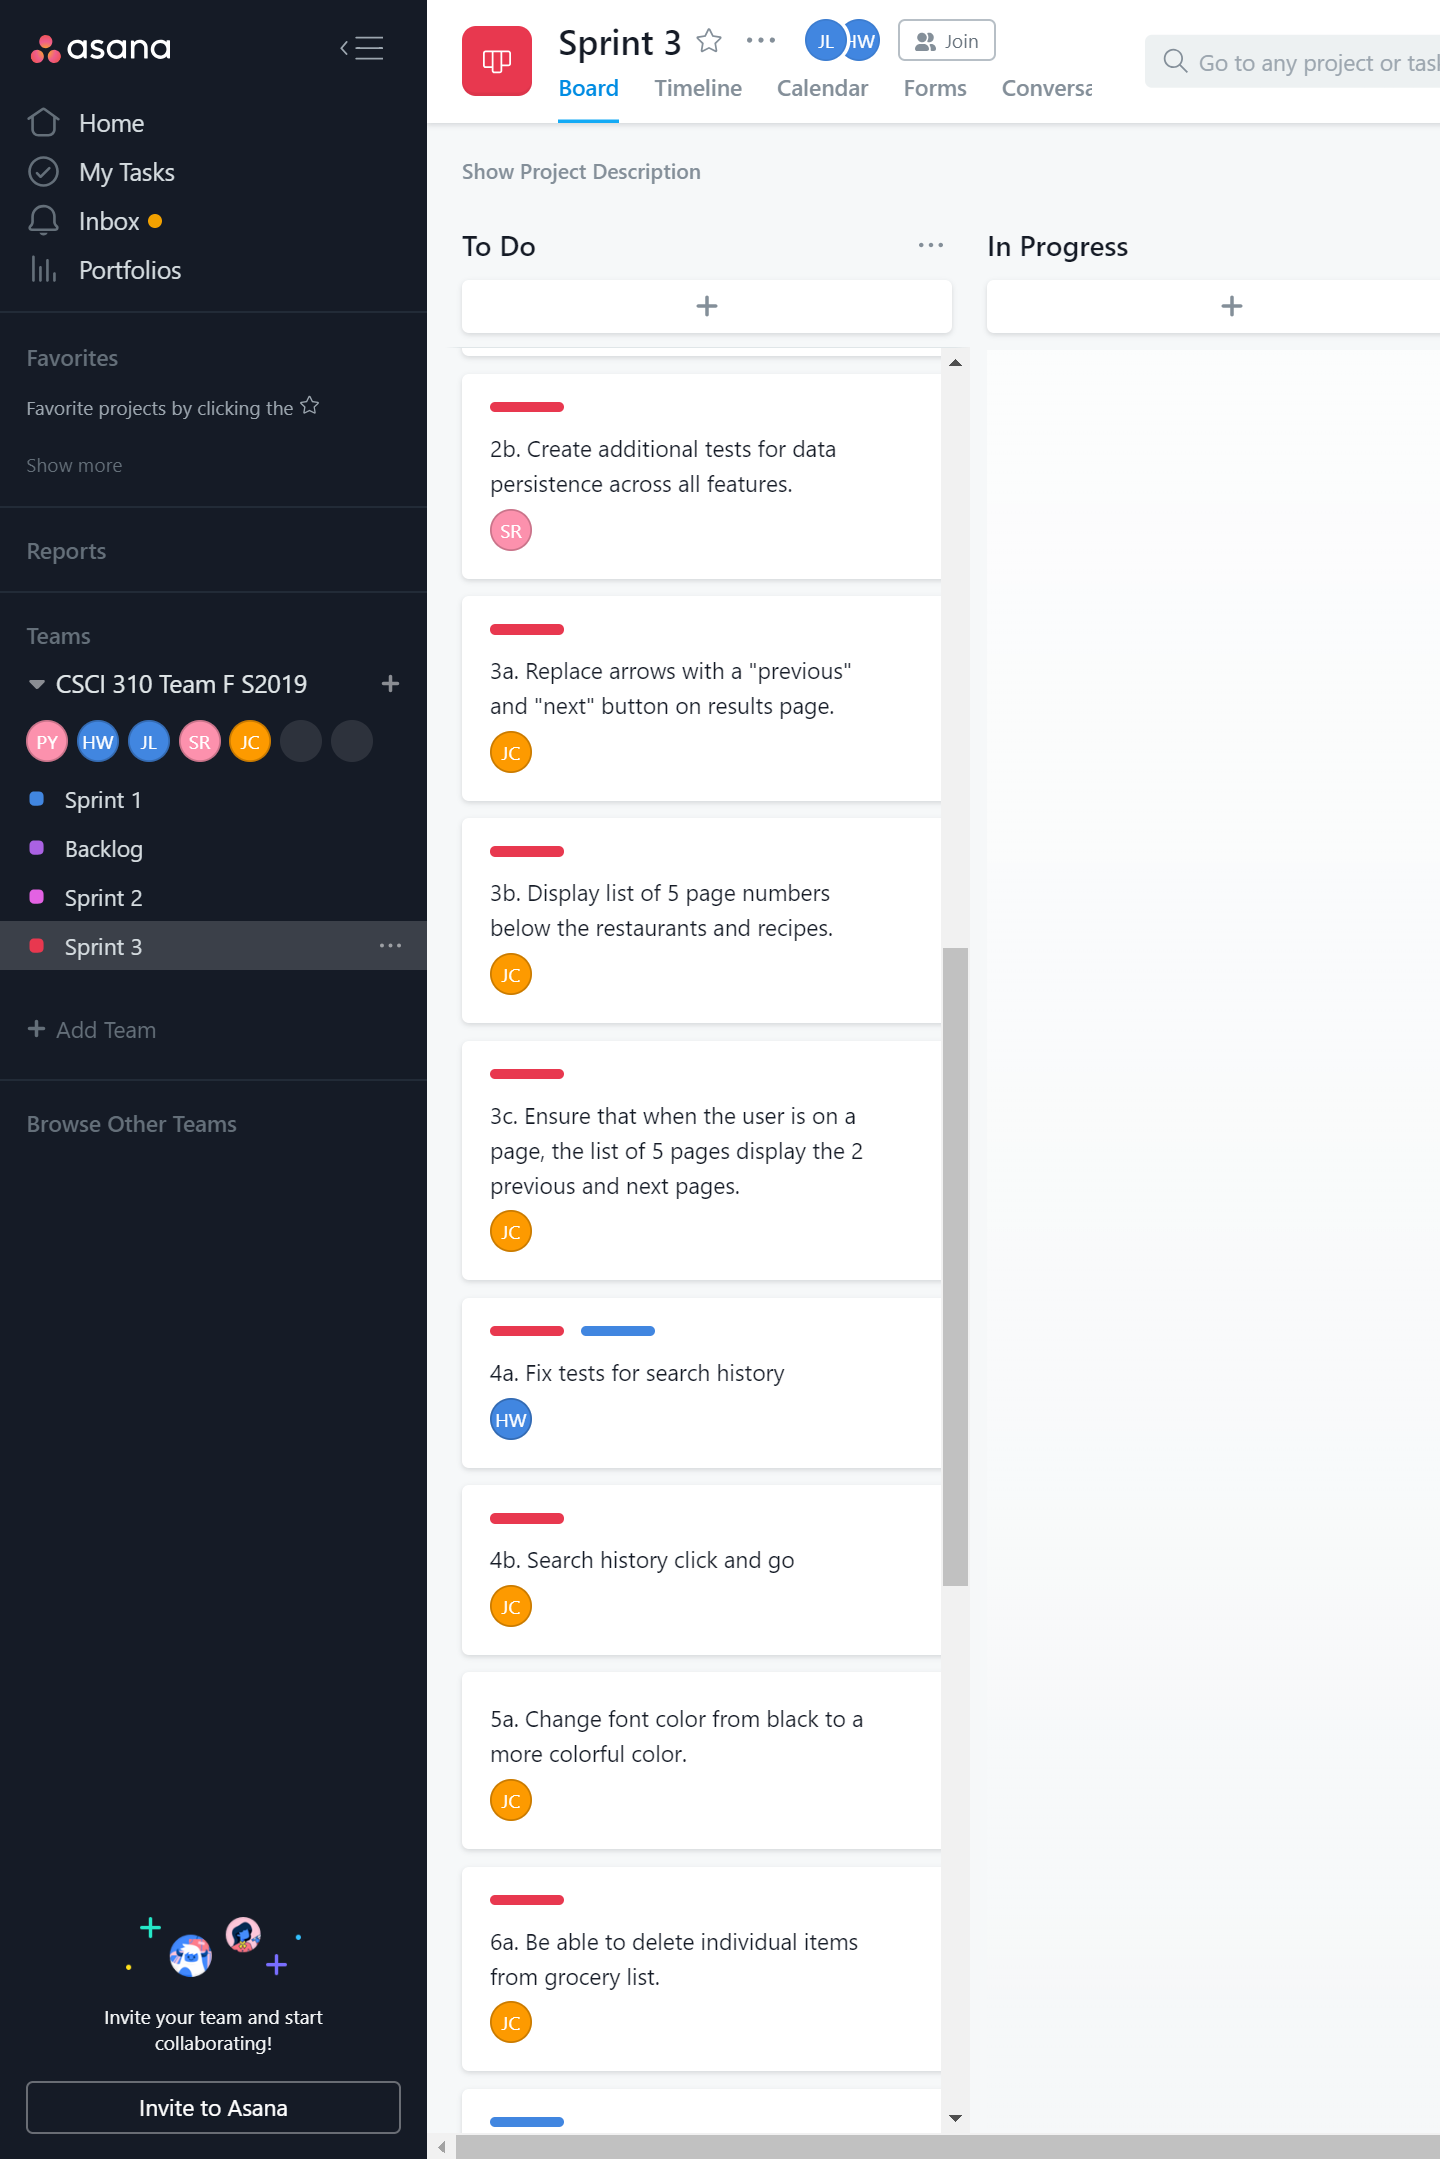 asana
Home
My Tasks
Inbox
Portfolios
Favorites
Favorite projects by clicking the
Show more
Reports
Teams
CSCI 310 Team F S2019
PY HW JL SR JC
Sprint 1
Backlog
Sprint 2
Sprint 3
Add Team
Browse Other Teams
Invite your team and start
collaborating!
Invite to Asana
Sprint 3
JL HW
Join
Go to any project or task
Board Timeline Calendar Forms Conversa
Show Project Description
To Do
2b. Create additional tests for data
persistence across all features.
SR
3a. Replace arrows with a "previous"
and "next" button on results page.
JC
3b. Display list of 5 page numbers
below the restaurants and recipes.
JC
3c. Ensure that when the user is on a
page, the list of 5 pages display the 2
previous and next pages.
JC
4a. Fix tests for search history
HW
4b. Search history click and go
JC
5a. Change font color from black to a
more colorful color.
JC
6a. Be able to delete individual items
from grocery list.
JC
In Progress